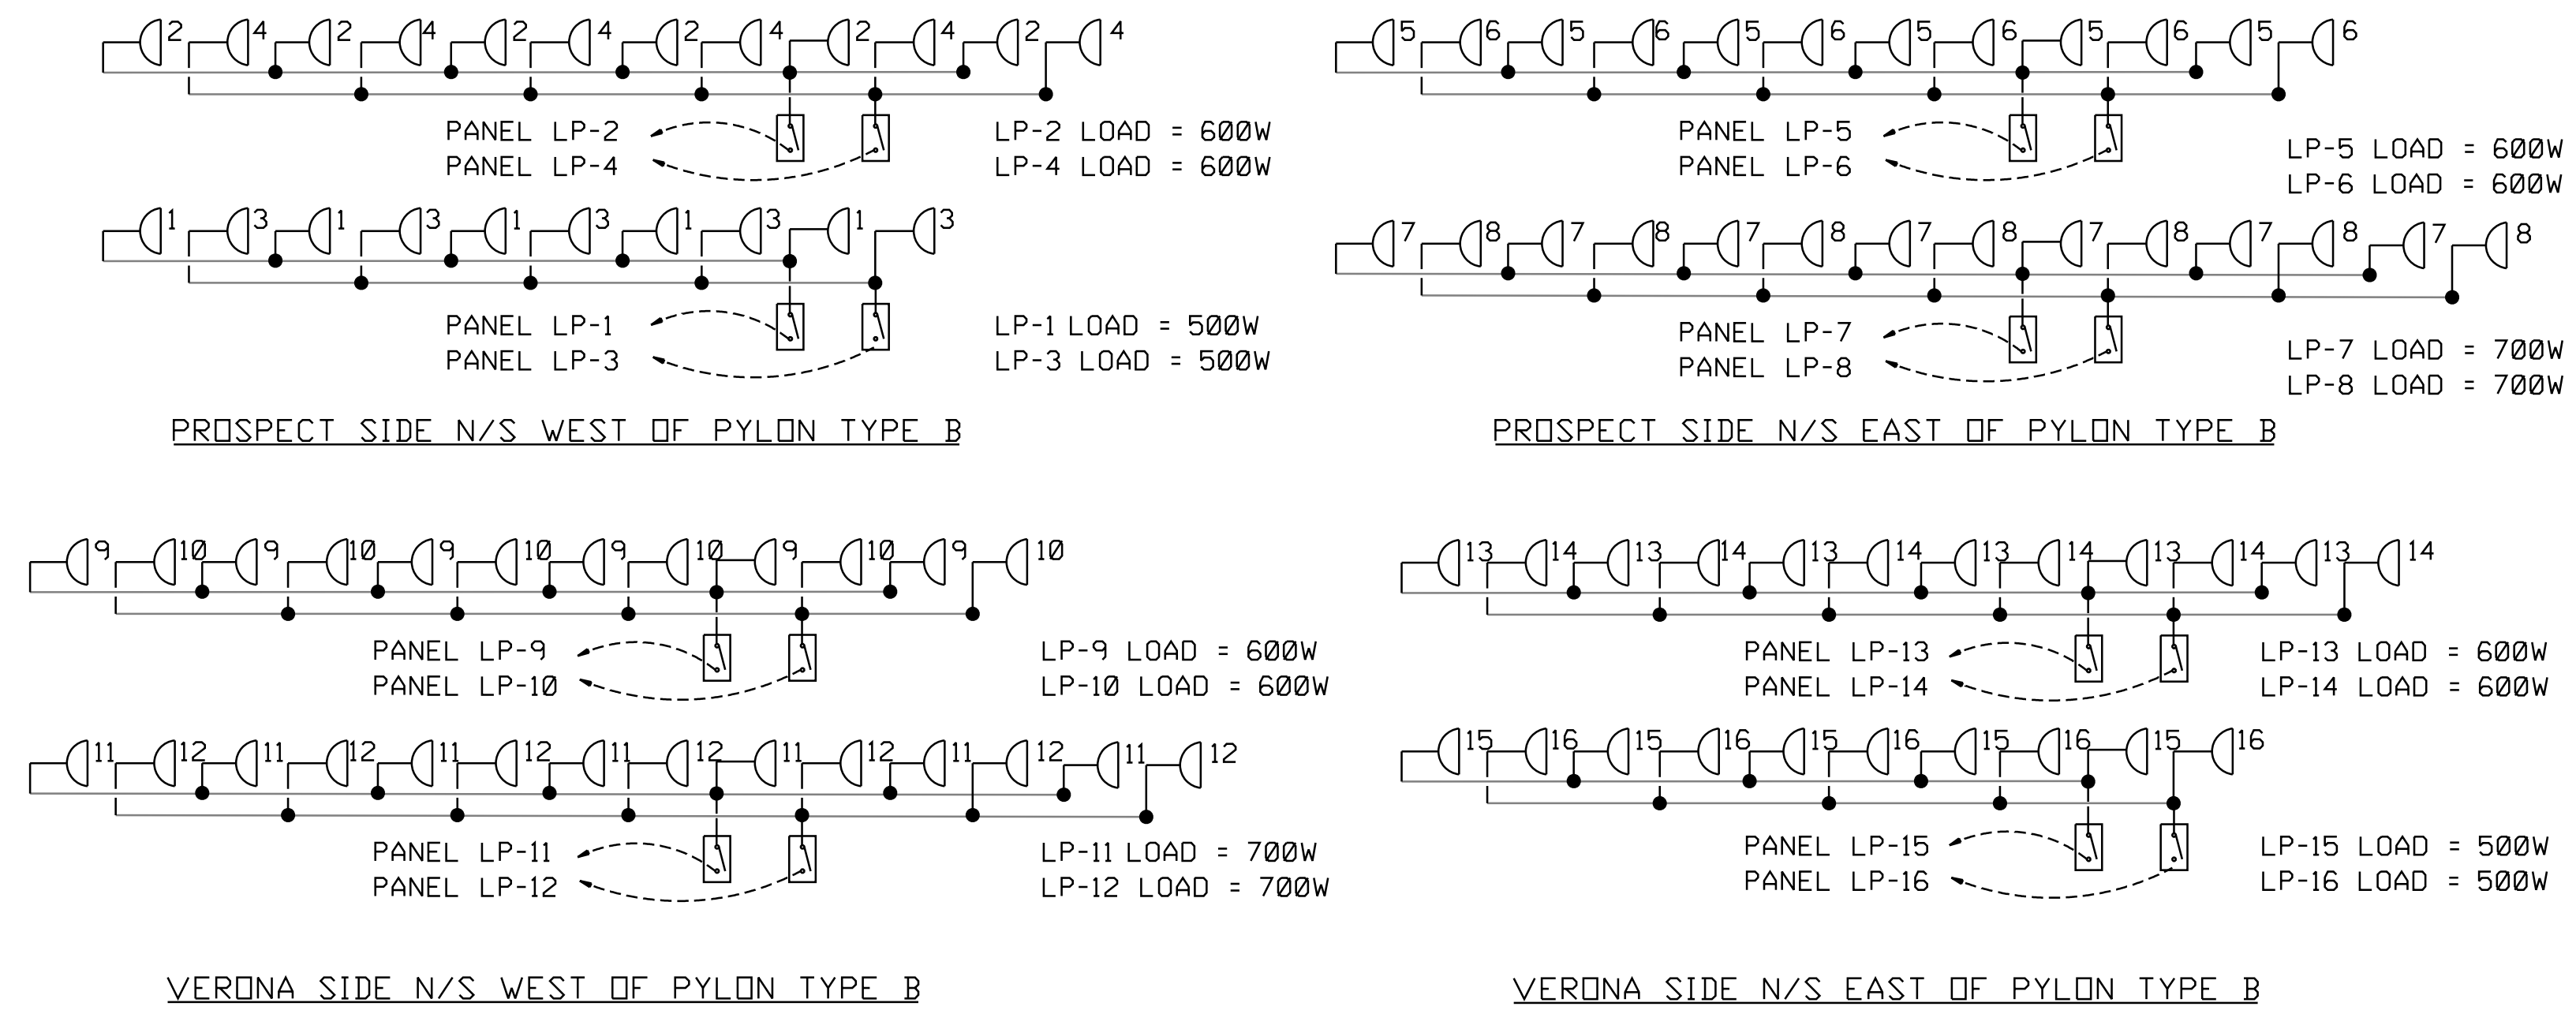 2 4 2 4 2 4 2 4 2 4 2 4
PANEL LP-2
PANEL LP-4
LP-2 LOAD = 600W
LP-4 LOAD = 600W
1 3 1 3 1 3 1 3 1 3
PANEL LP-1
PANEL LP-3
LP-1 LOAD = 500W
LP-3 LOAD = 500W
PROSPECT SIDE N/S WEST OF PYLON TYPE B
5 6 5 6 5 6 5 6 5 6 5 6
PANEL LP-5
PANEL LP-6
LP-5 LOAD = 600W
LP-6 LOAD = 600W
7 8 7 8 7 8 7 8 7 8 7 8 7 8
PANEL LP-7
PANEL LP-8
LP-7 LOAD = 700W
LP-8 LOAD = 700W
PROSPECT SIDE N/S EAST OF PYLON TYPE B
9 10 9 10 9 10 9 10 9 10 9 10
PANEL LP-9
PANEL LP-10
LP-9 LOAD = 600W
LP-10 LOAD = 600W
11 12 11 12 11 12 11 12 11 12 11 12 11 12
PANEL LP-11
PANEL LP-12
LP-11 LOAD = 700W
LP-12 LOAD = 700W
VERONA SIDE N/S WEST OF PYLON TYPE B
13 14 13 14 13 14 13 14 13 14 13 14
PANEL LP-13
PANEL LP-14
LP-13 LOAD = 600W
LP-14 LOAD = 600W
15 16 15 16 15 16 15 16 15 16
PANEL LP-15
PANEL LP-16
LP-15 LOAD = 500W
LP-16 LOAD = 500W
VERONA SIDE N/S EAST OF PYLON TYPE B